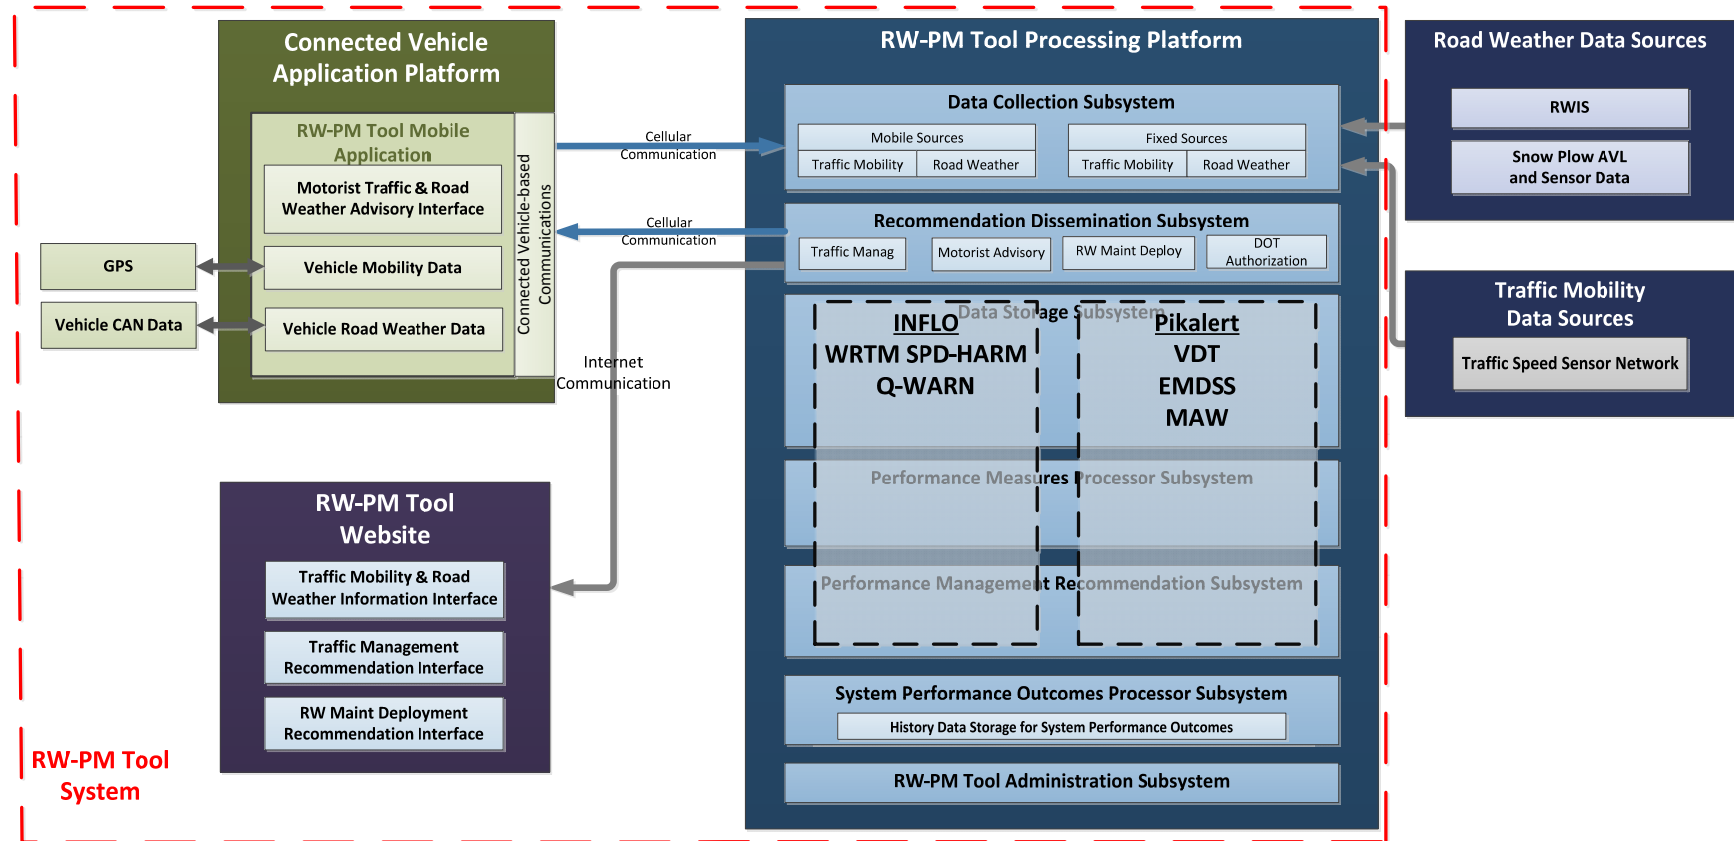 Connected Vehicle
Application Platform
RW-PM Tool Mobile
Application
Motorist Traffic & Road
Weather Advisory Interface
Vehicle Mobility Data
Vehicle Road Weather Data
Connected Vehicle-based
Communications
GPS
Vehicle CAN Data
Cellular
Communication
Cellular
Communication
Internet
Communication
RW-PM Tool
Website
Traffic Mobility & Road
Weather Information Interface
Traffic Management
Recommendation Interface
RW Maint Deployment
Recommendation Interface
RW-PM Tool
System
RW-PM Tool Processing Platform
Data Collection Subsystem
Mobile Sources
Traffic Mobility
Road Weather
Fixed Sources
Traffic Mobility
Road Weather
Recommendation Dissemination Subsystem
Traffic Manag
Motorist Advisory
RW Maint Deploy
DOT
Authorization
Data Storage Subsystem
INFLO
WRTM SPD-HARM
Q-WARN
Pikalert
VDT
EMDSS
MAW
Performance Measures Processor Subsystem
Performance Management Recommendation Subsystem
System Performance Outcomes Processor Subsystem
History Data Storage for System Performance Outcomes
RW-PM Tool Administration Subsystem
Road Weather Data Sources
RWIS
Snow Plow AVL
and Sensor Data
Traffic Mobility
Data Sources
Traffic Speed Sensor Network